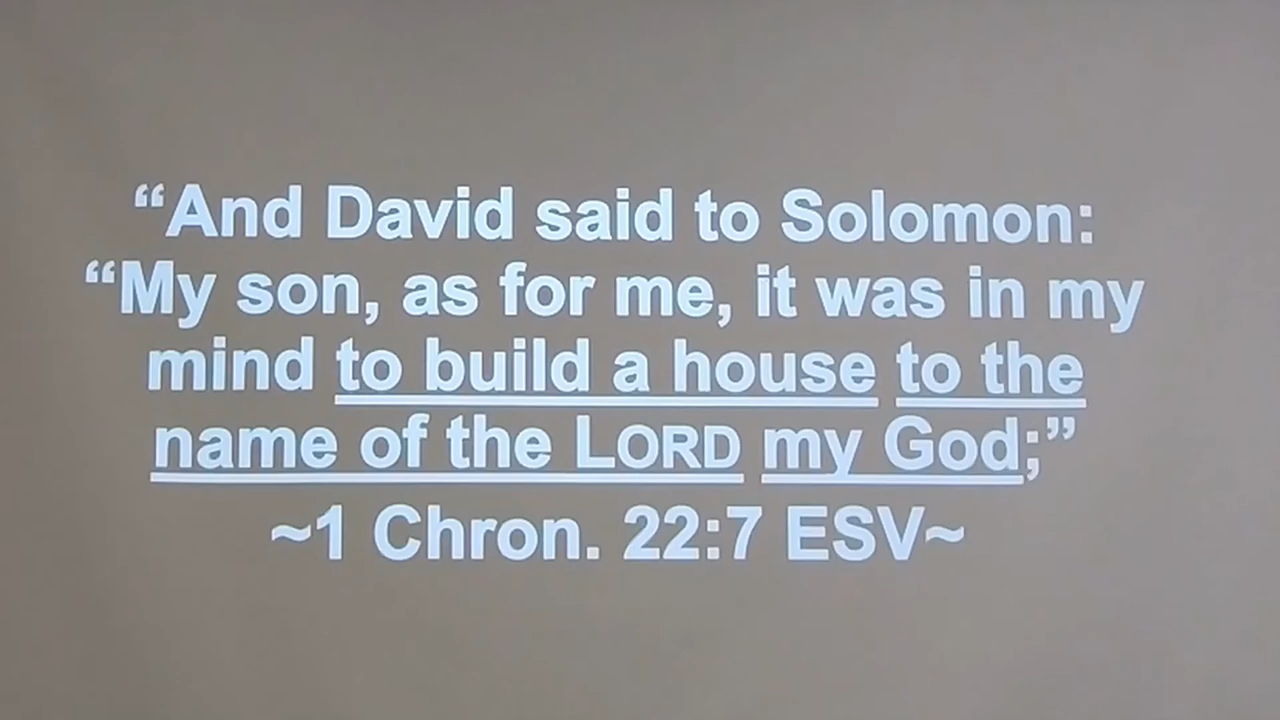 “And David said to Solomon:
“My son, as for me, it was in my
mind to build a house to the
name of the LORD my God;”
~1 Chron. 22:7 ESV~